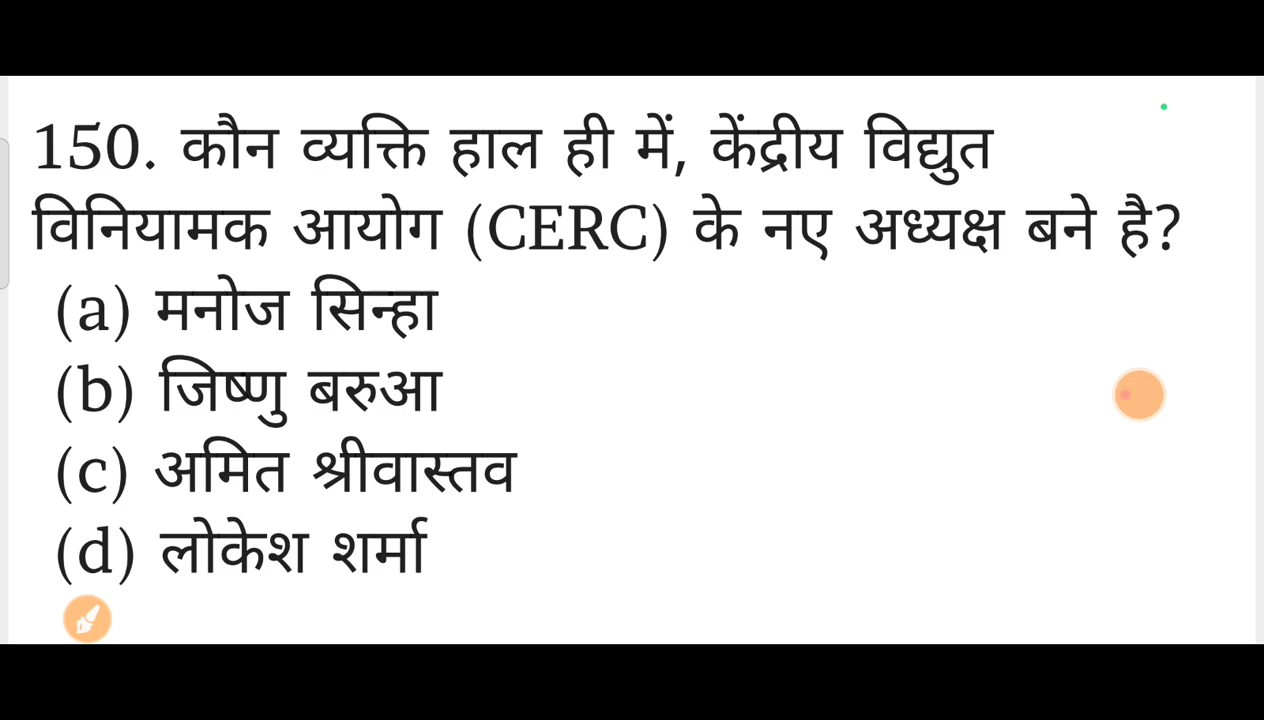 150. कौन व्यक्ति हाल ही में, केंद्रीय विद्युत
विनियामक आयोग (CERC) के नए अध्यक्ष बने है?
(a) मनोज सिन्हा
(b) जिष्णु बरुआ
(c) अमित श्रीवास्तव
(d) लोकेश शर्मा